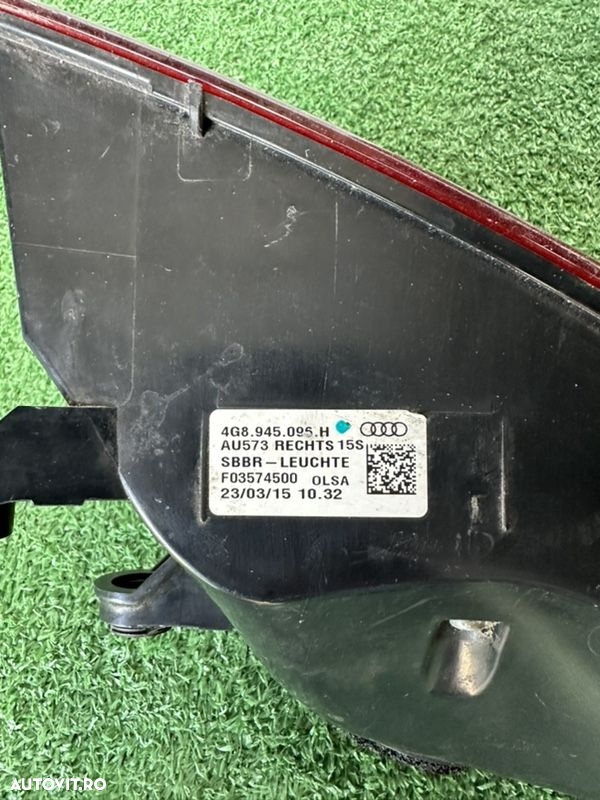 4G8.945.095.H
AU573 RECHTS 15S
SBBR-LEUCHTE
F03574500 OLSA
23/03/15 10.32
AUTOVIT.RO